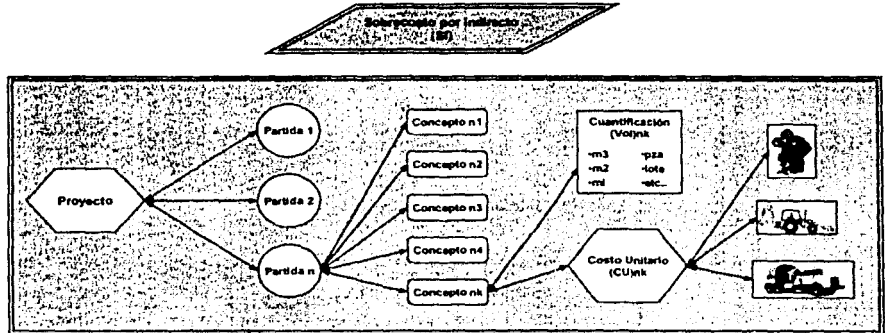 Sobrecosto por Indirecto
(SI)
Proyecto
Partida 1
Partida 2
Partida n
Concepto n1
Concepto n2
Concepto n3
Concepto n4
Concepto nk
Cuantificación
(Vol)nk
-m3 -pza
-m2 -lote
-ml -etc..
Costo Unitario
(CU)nk